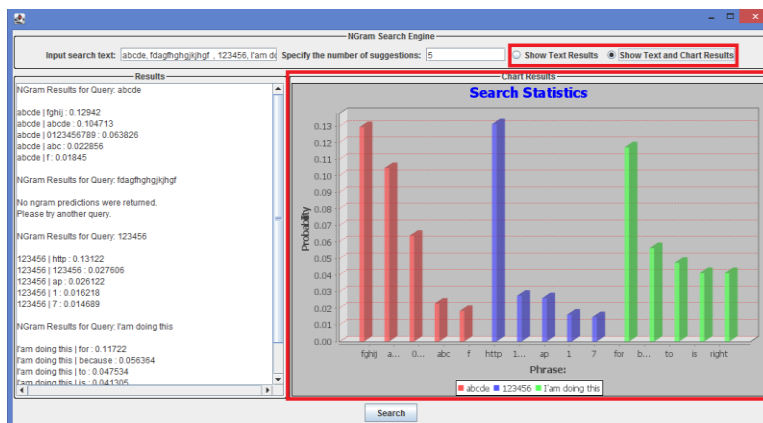 NGram Search Engine
Input search text: abcde, fdagfhghgjkjhgf , 123456, I'am do Specify the number of suggestions: 5 Show Text Results Show Text and Chart Results
Results
NGram Results for Query: abcde
abcde | fghij : 0.12942
abcde | abcde : 0.104713
abcde | 0123456789 : 0.063826
abcde | abc : 0.022856
abcde | f : 0.01845
NGram Results for Query: fdagfhghgjkjhgf
No ngram predictions were returned.
Please try another query.
NGram Results for Query: 123456
123456 | http : 0.13122
123456 | 123456 : 0.027606
123456 | ap : 0.026122
123456 | 1 : 0.016218
123456 | 7 : 0.014689
NGram Results for Query: I'am doing this
I'am doing this | for : 0.11722
I'am doing this | because : 0.056364
I'am doing this | to : 0.047534
I'am doing this | is : 0.041305
Chart Results
Search Statistics
Probability
0.13
0.12
0.11
0.10
0.09
0.08
0.07
0.06
0.05
0.04
0.03
0.02
0.01
0.00
fghij a... 0... abc f http 1... ap 1 7 for b... to is right
Phrase:
abcde 123456 I'am doing this
Search